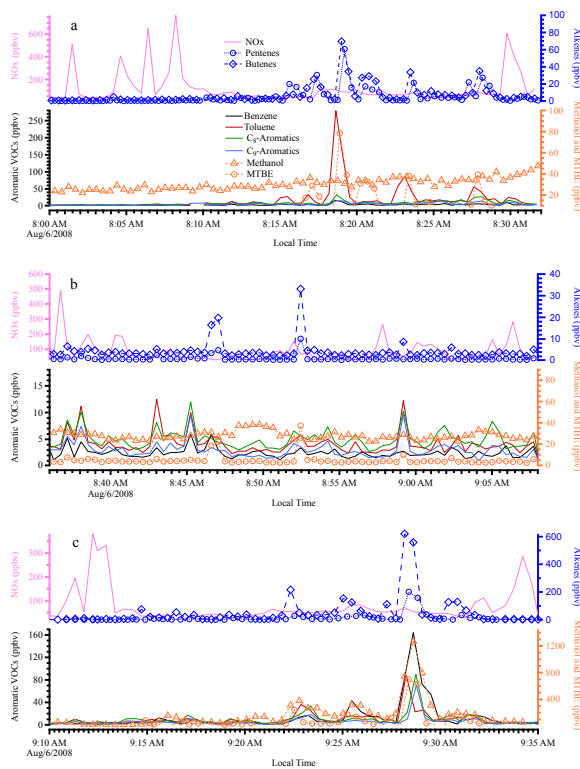 a
NOx (ppbv)
600
400
200
NOx
Pentenes
Butenes
100
80
60
40
20
0
Alkenes (ppbv)
Aromatic VOCs (ppbv)
250
200
150
100
50
0
Benzene
Toluene
C8-Aromatics
C9-Aromatics
Methanol
MTBE
100
80
60
40
20
Methanol and MTBE (ppbv)
8:00 AM 8:05 AM 8:10 AM 8:15 AM 8:20 AM 8:25 AM 8:30 AM
Aug/6/2008
Local Time
b
NOx (ppbv)
600
500
400
300
200
100
40
30
20
10
0
Alkenes (ppbv)
Aromatic VOCs (ppbv)
15
10
5
0
80
60
40
20
0
Methanol and MTBE (ppbv)
8:40 AM 8:45 AM 8:50 AM 8:55 AM 9:00 AM 9:05 AM
Aug/6/2008
Local Time
c
NOx (ppbv)
300
200
100
600
400
200
0
Alkenes (ppbv)
Aromatic VOCs (ppbv)
160
120
80
40
0
1200
800
400
0
Methanol and MTBE (ppbv)
9:10 AM 9:15 AM 9:20 AM 9:25 AM 9:30 AM 9:35 AM
Aug/6/2008
Local Time